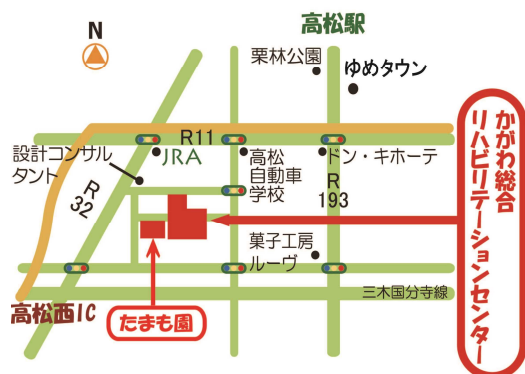 高松駅
N
栗林公園
ゆめタウン
R11
設計コンサル
タント
JRA
高松
自動車
学校
ドン・キホーテ
R
32
R
193
菓子工房
ルーヴ
三木国分寺線
高松西IC
たまも園
かがわ総合
リハビリテーションセンター